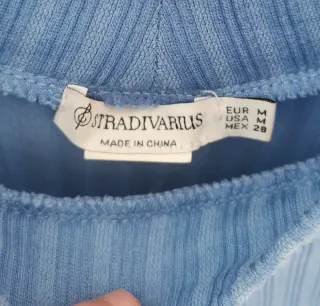 STRADIVARIUS
MADE IN CHINA
EUR M
USA M
MEX 28